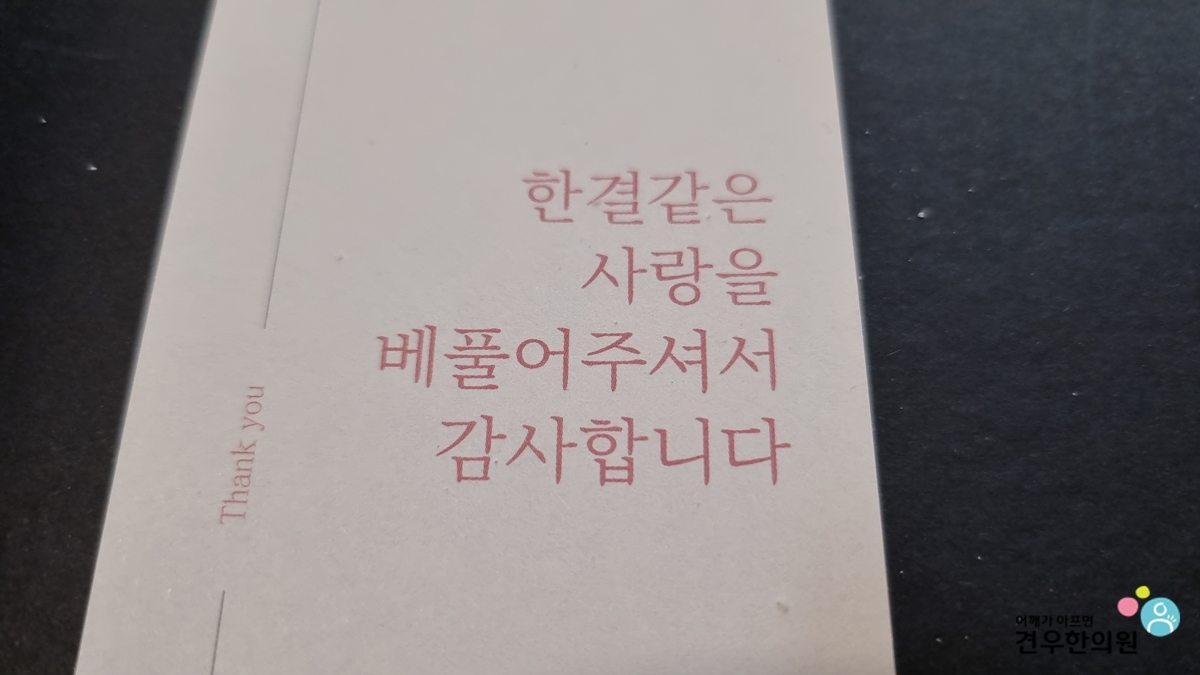 한결같은
사랑을
베풀어주셔서
감사합니다
Thank you
어깨가 아프면
견우한의원